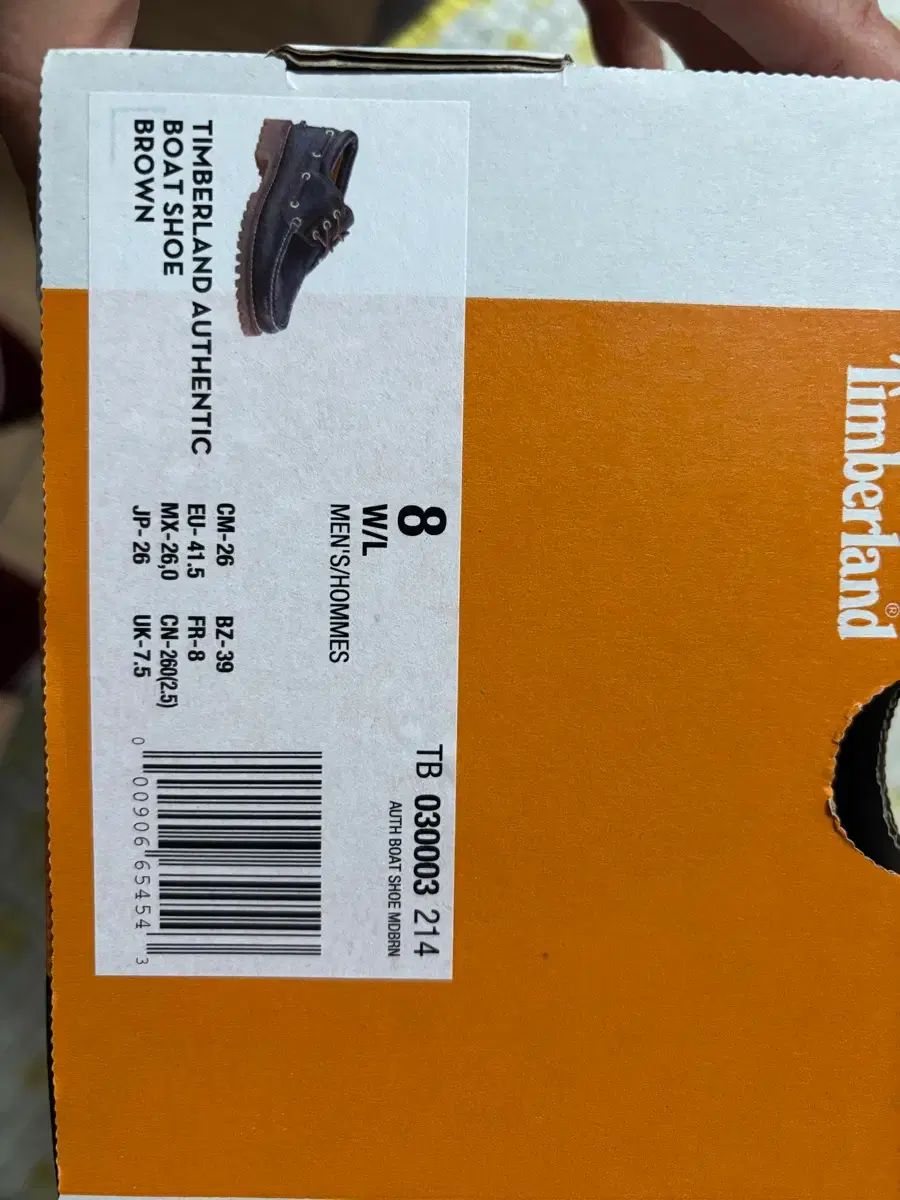 Timberland®
TB 030003 214
AUTH BOAT SHOE MDBRN
8
W/L
MEN'S/HOMMES
TIMBERLAND AUTHENTIC
BOAT SHOE
BROWN
CM-26 BZ-39
EU-41.5 FR-8
MX-26,0 CN-260(2.5)
JP-26 UK-7.5
0 00906 65454 3